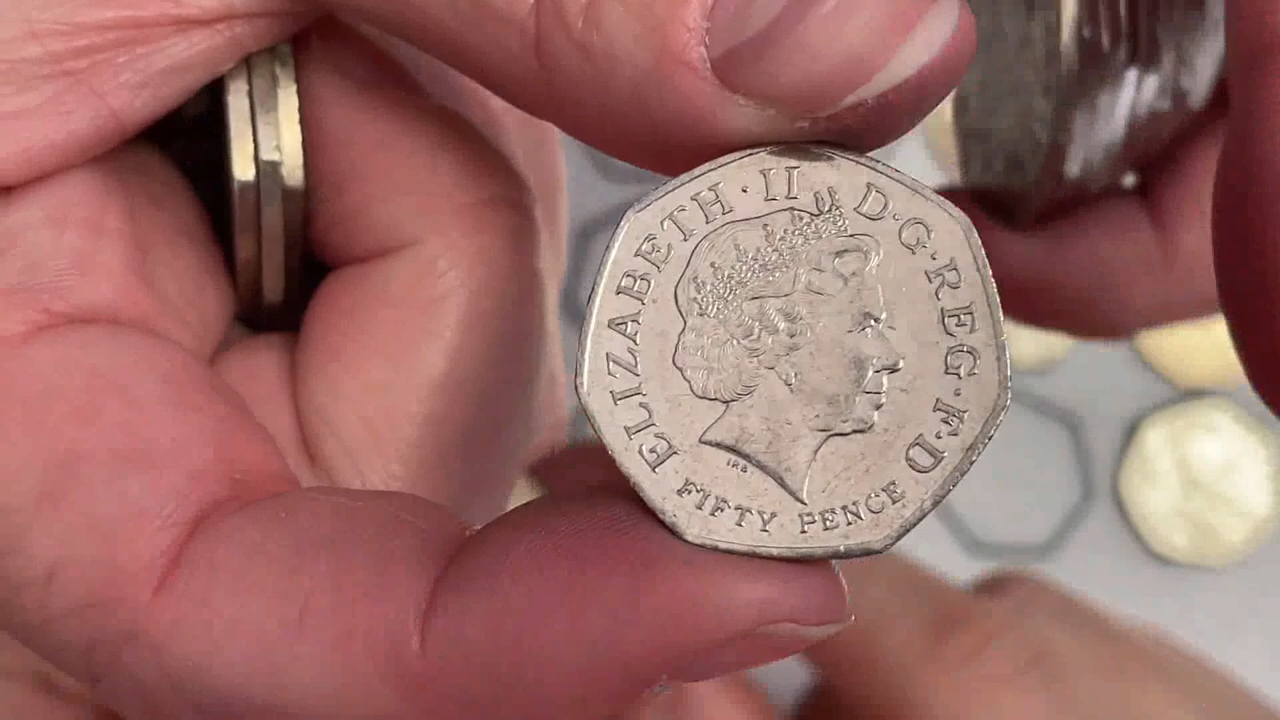 ELIZABETH · II D · G · REG · F · D
FIFTY PENCE
IRB